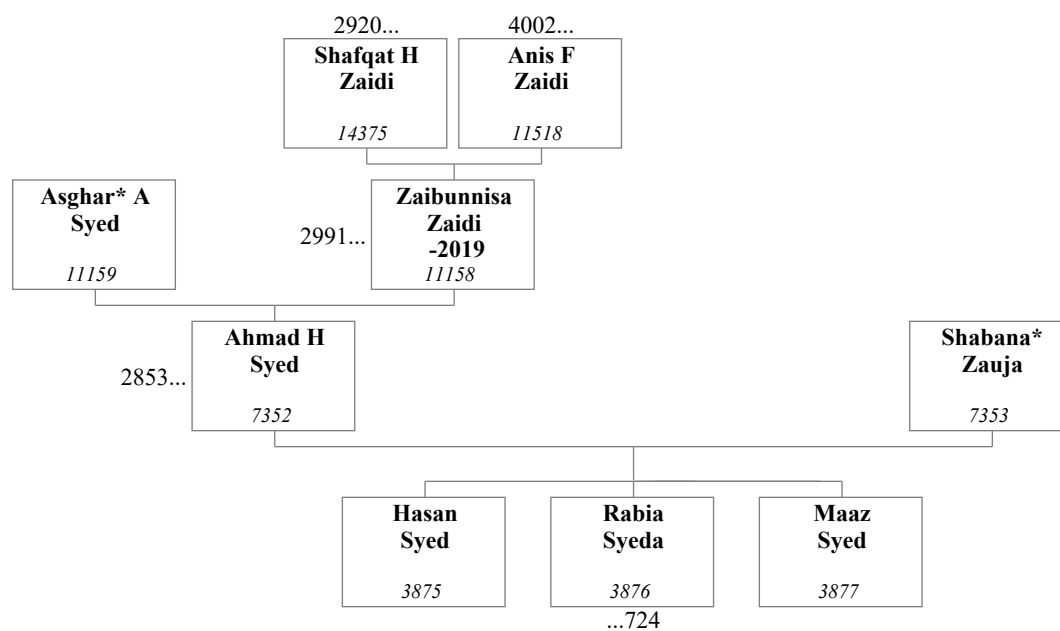 2920...
4002...
Shafqat H
Zaidi
14375
Anis F
Zaidi
11518
Asghar* A
Syed
11159
2991...
Zaibunnisa
Zaidi
-2019
11158
2853...
Ahmad H
Syed
7352
Shabana*
Zauja
7353
Hasan
Syed
3875
Rabia
Syeda
3876
Maaz
Syed
3877
...724